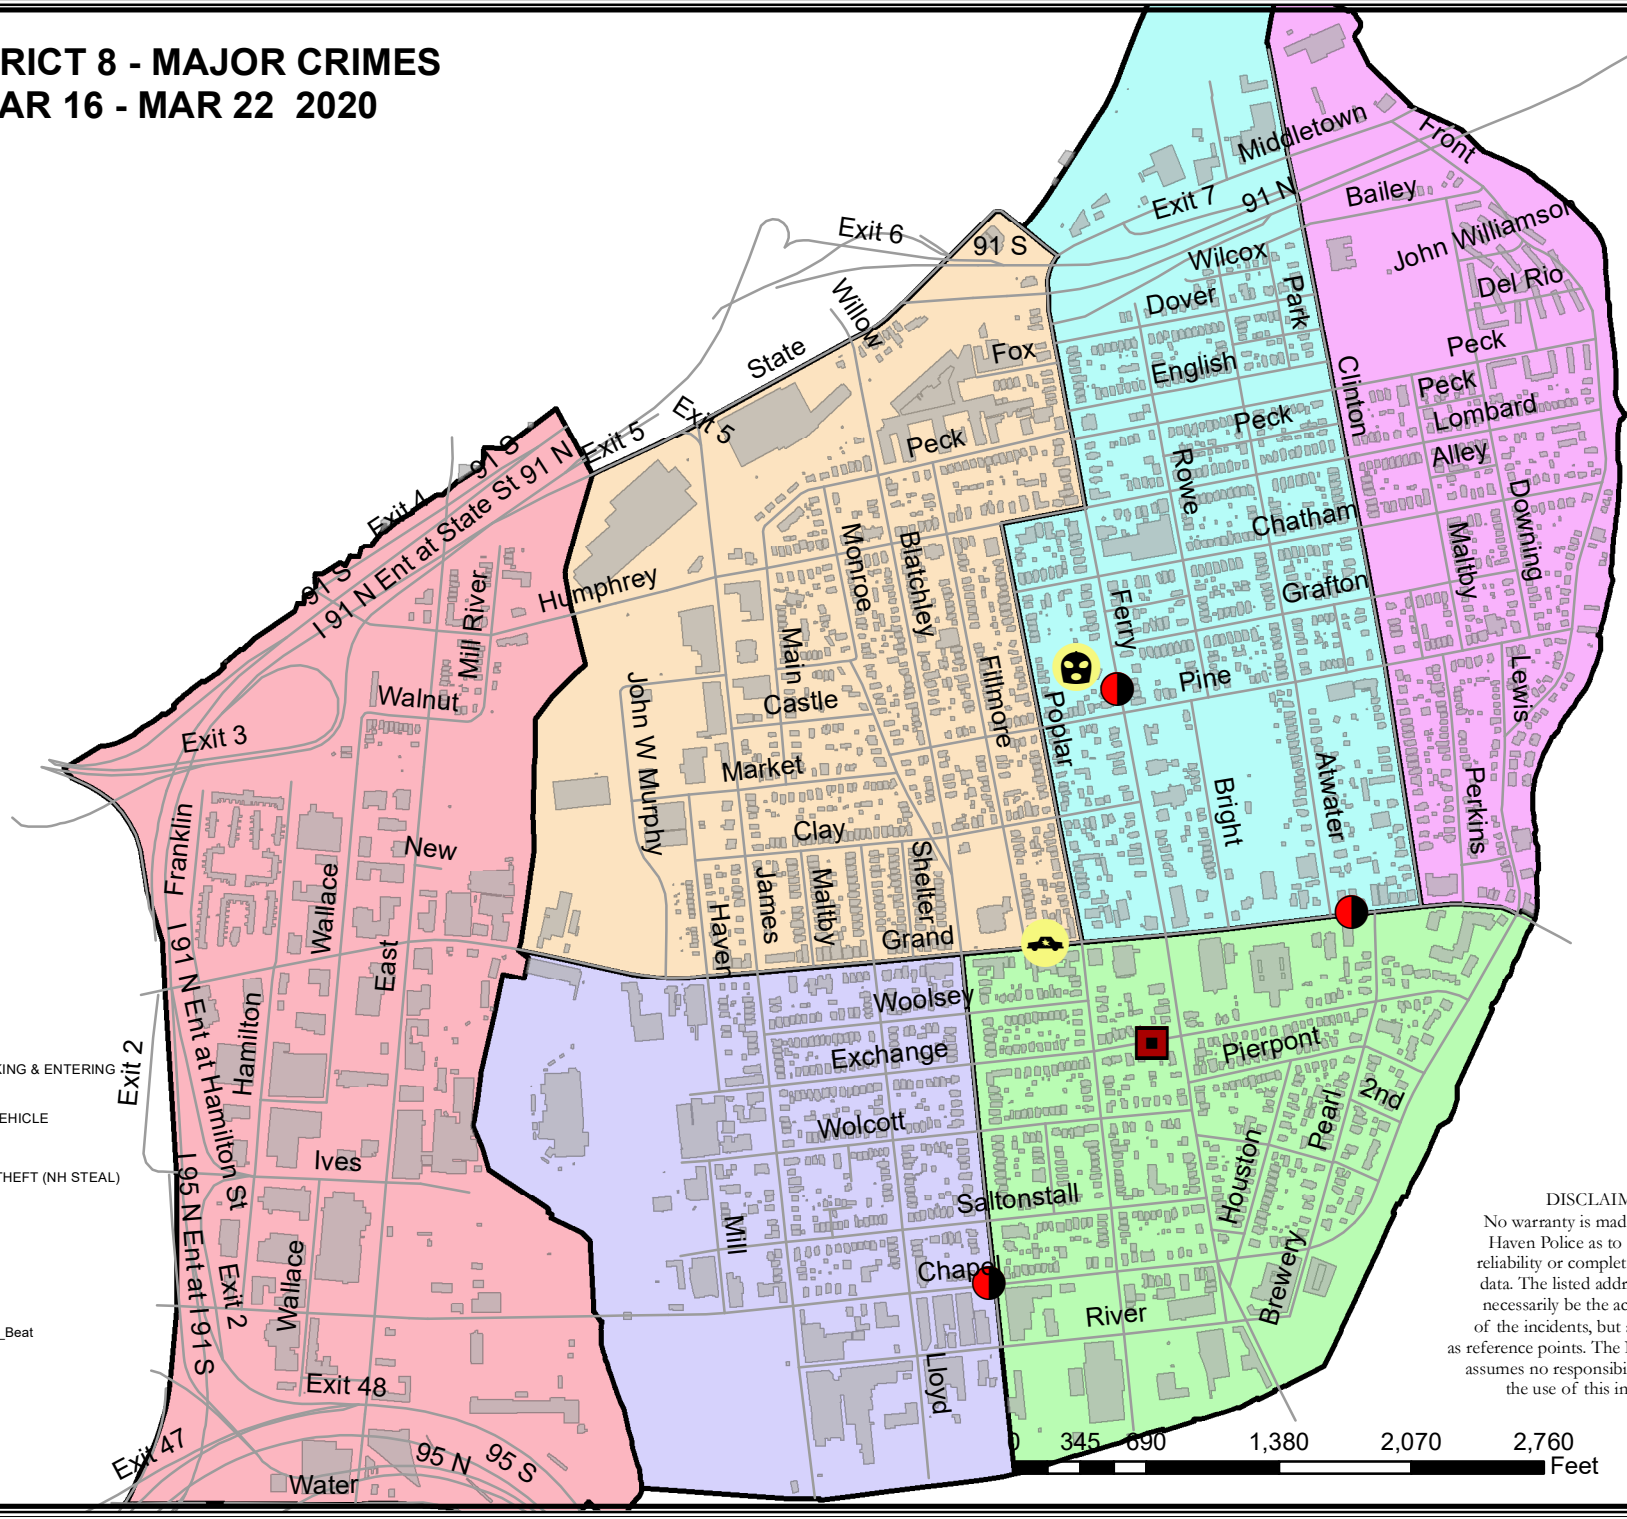 RICT 8 - MAJOR CRIMES
AR 16 - MAR 22 2020
Middletown
Front
Exit 7
91 N
Bailey
John Williamson
Exit 6
91 S
Wilcox
Del Rio
Dover
Park
Willow
State
Fox
English
Peck
Clinton
Peck
Lombard
Exit 5
Exit 5
Peck
Peck
Alley
91 S
Rowe
Exit 4
I 91 N Ent at State St 91 N
Chatham
Downing
Monroe
Blatchley
Maltby
91 S
Humphrey
Mill River
Grafton
Ferry
Main
Fillmore
Pine
Lewis
Walnut
John W Murphy
Castle
Poplar
Exit 3
Market
Bright
Atwater
Perkins
Franklin
New
Clay
Wallace
Shelter
James
Maltby
Haven
Grand
East
I 91 N Ent at Hamilton St
Hamilton
Woolsey
Exit 2
Exchange
Pierpont
KING & ENTERING
2nd
EHICLE
Wolcott
Pearl
Houston
Ives
THEFT (NH STEAL)
Saltonstall
I 95 N Ent at I 91 S
Exit 2
Wallace
Mill
Chapel
Brewery
River
_Beat
Lloyd
Exit 48
Exit 47
95 N
95 S
Water
DISCLAIM
No warranty is mad
Haven Police as to
reliability or complet
data. The listed addr
necessarily be the ac
of the incidents, but
as reference points. The
assumes no responsibi
the use of this in
0 345 690 1,380 2,070 2,760
Feet